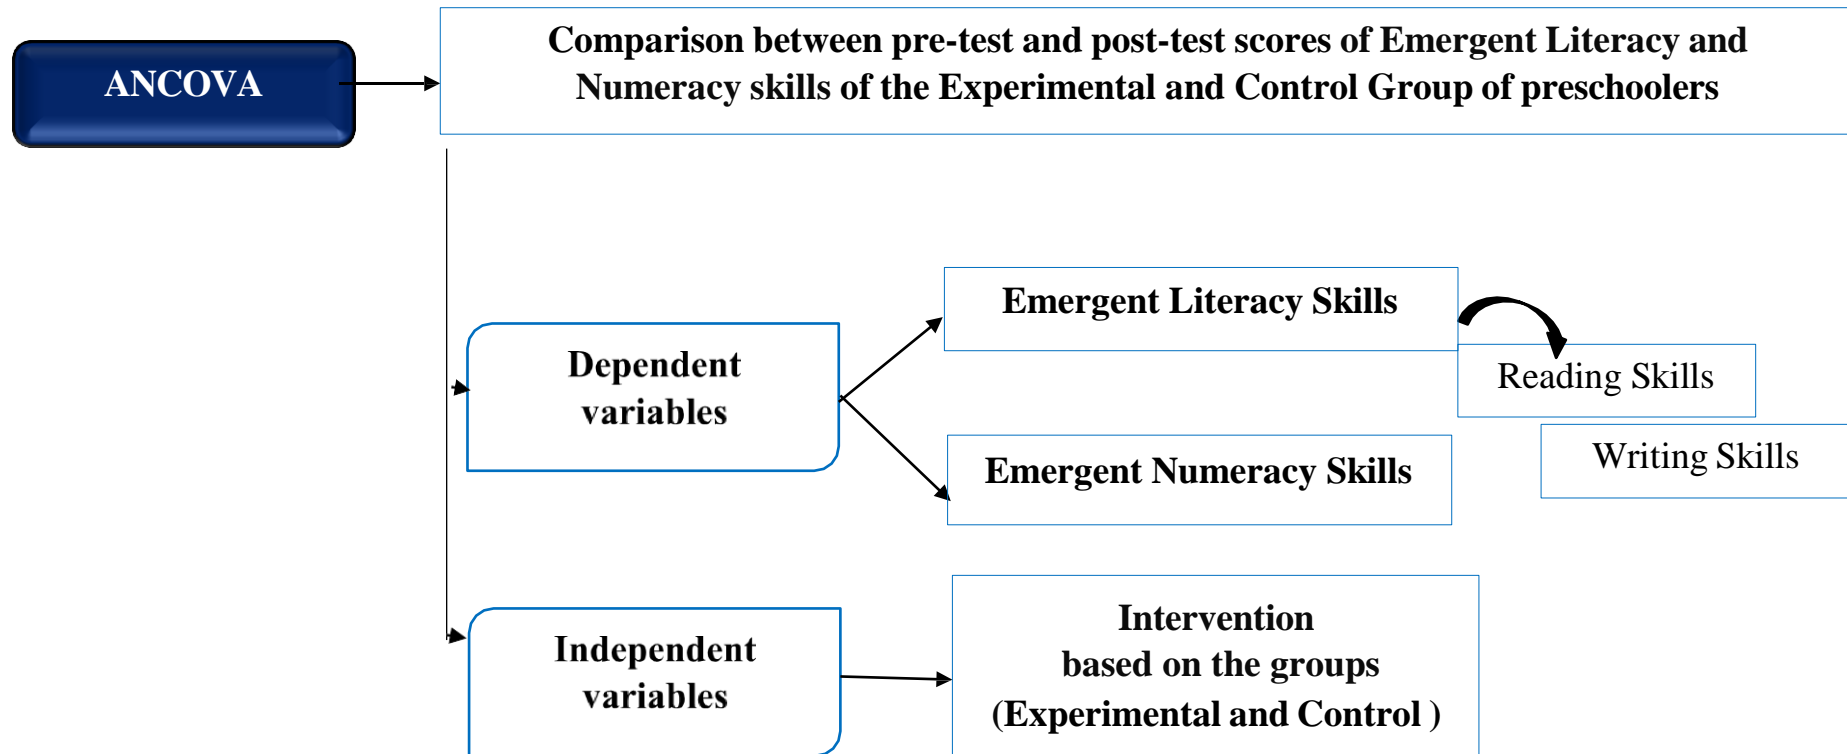 ANCOVA
Comparison between pre-test and post-test scores of Emergent Literacy and
Numeracy skills of the Experimental and Control Group of preschoolers
Dependent
variables
Emergent Literacy Skills
Reading Skills
Writing Skills
Emergent Numeracy Skills
Independent
variables
Intervention
based on the groups
(Experimental and Control )